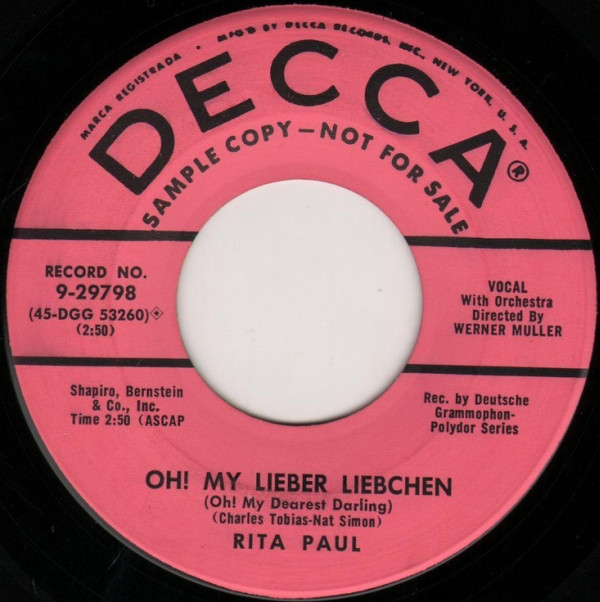 MARCA REGISTRADA • MF'D BY DECCA RECORDS, INC., NEW YORK, U. S. A.
DECCA®
SAMPLE COPY—NOT FOR SALE
RECORD NO.
9-29798
(45-DGG 53260)
(2:50)
VOCAL
With Orchestra
Directed By
WERNER MULLER
Shapiro, Bernstein
& Co., Inc.
Time 2:50 (ASCAP
Rec. by Deutsche
Grammophon-
Polydor Series
OH! MY LIEBER LIEBCHEN
(Oh! My Dearest Darling)
(Charles Tobias-Nat Simon)
RITA PAUL